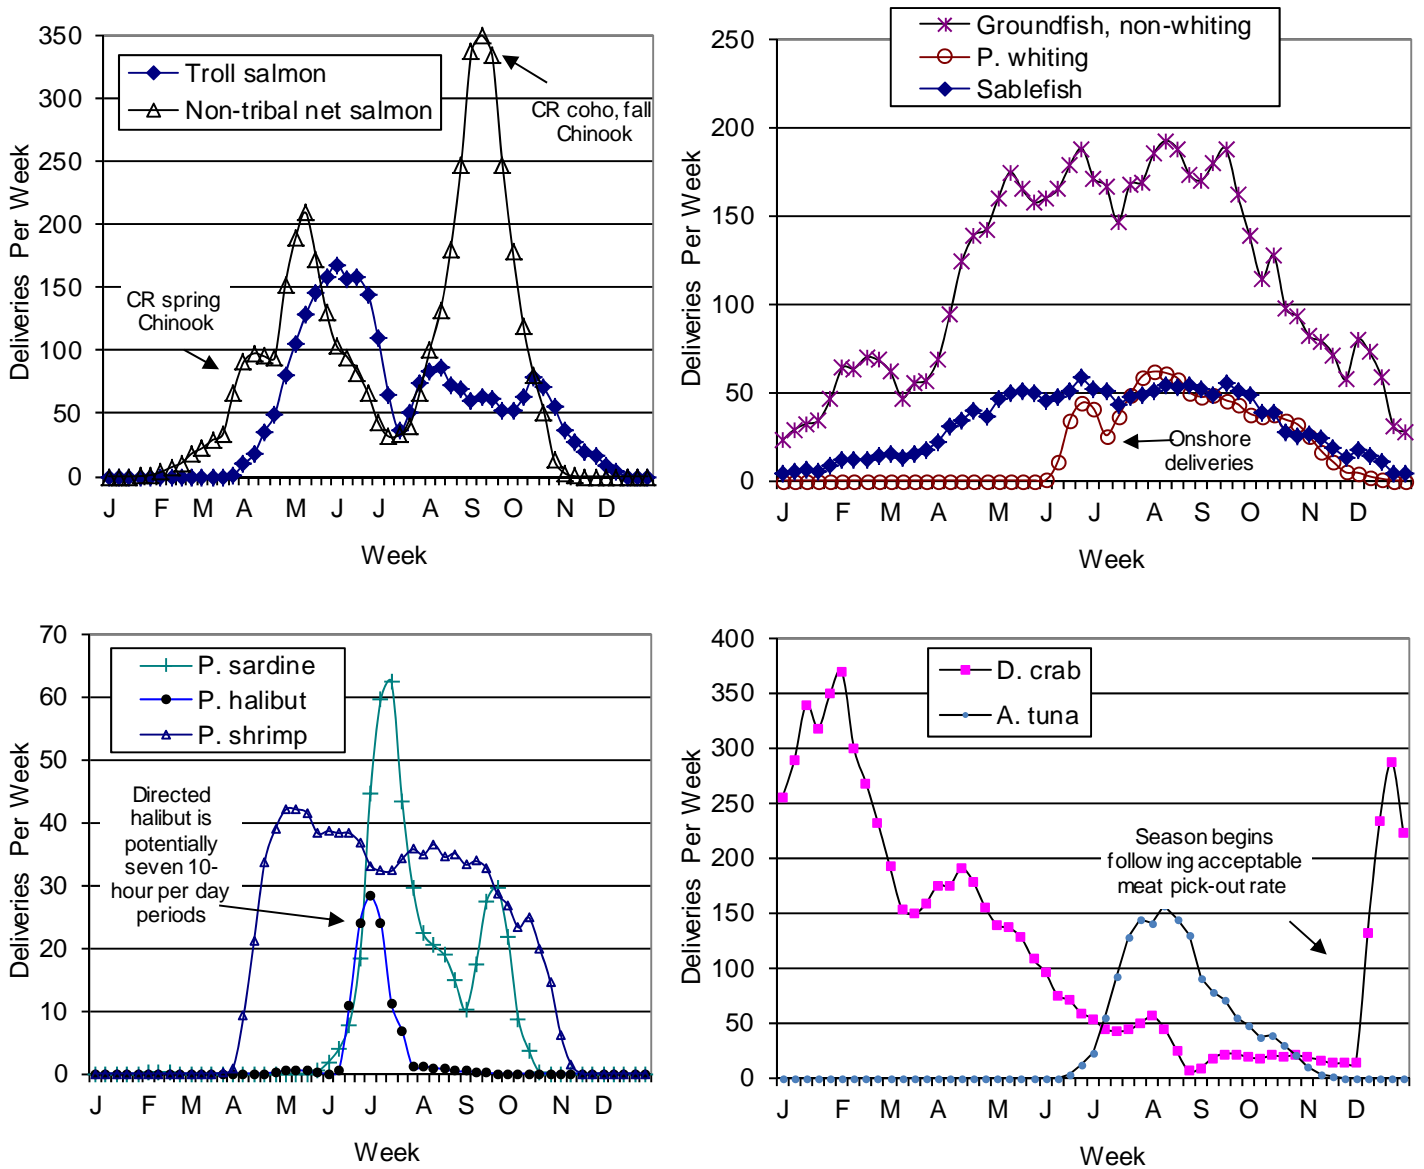 350
300
250
200
150
100
50
0
Deliveries Per Week
Troll salmon
Non-tribal net salmon
CR coho, fall
Chinook
CR spring
Chinook
J F M A M J J A S O N D
Week
250
200
150
100
50
0
Deliveries Per Week
Groundfish, non-whiting
P. whiting
Sablefish
Onshore
deliveries
J F M A M J J A S O N D
Week
70
60
50
40
30
20
10
0
Deliveries Per Week
P. sardine
P. halibut
P. shrimp
Directed
halibut is
potentially
seven 10-
hour per day
periods
J F M A M J J A S O N D
Week
400
350
300
250
200
150
100
50
0
Deliveries Per Week
D. crab
A. tuna
Season begins
following acceptable
meat pick-out rate
J F M A M J J A S O N D
Week